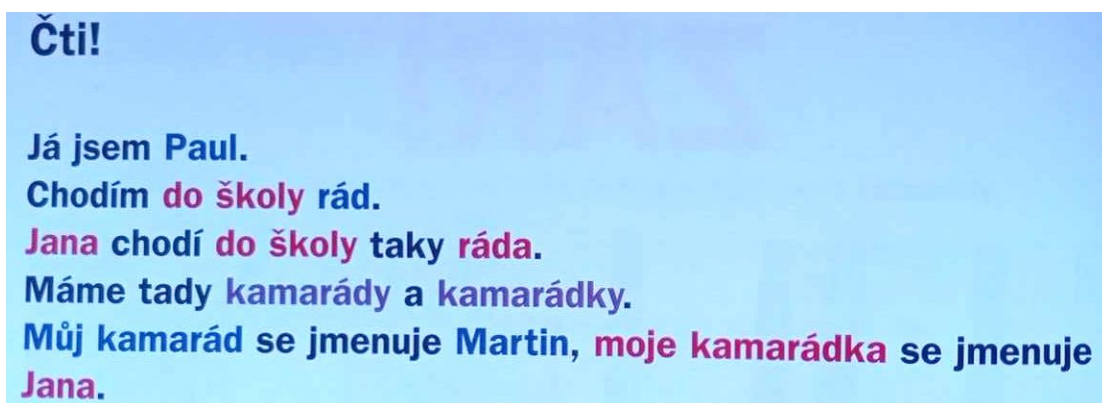 Čti!
Já jsem Paul.
Chodím do školy rád.
Jana chodí do školy taky ráda.
Máme tady kamarády a kamarádky.
Můj kamarád se jmenuje Martin, moje kamarádka se jmenuje
Jana.